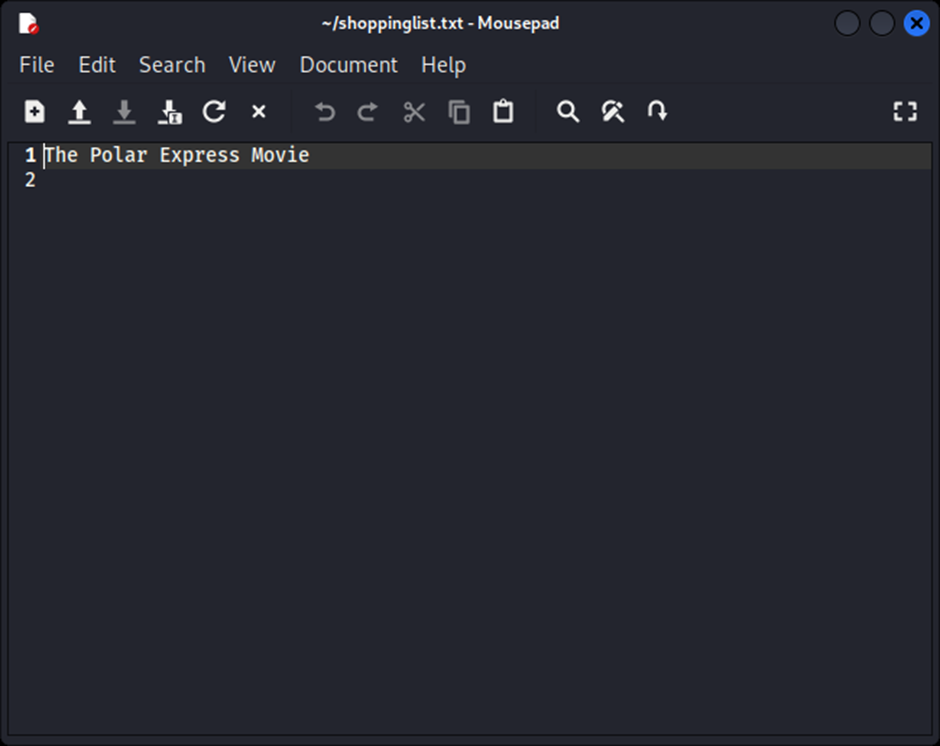 ~/shoppinglist.txt - Mousepad
File Edit Search View Document Help
1 The Polar Express Movie
2